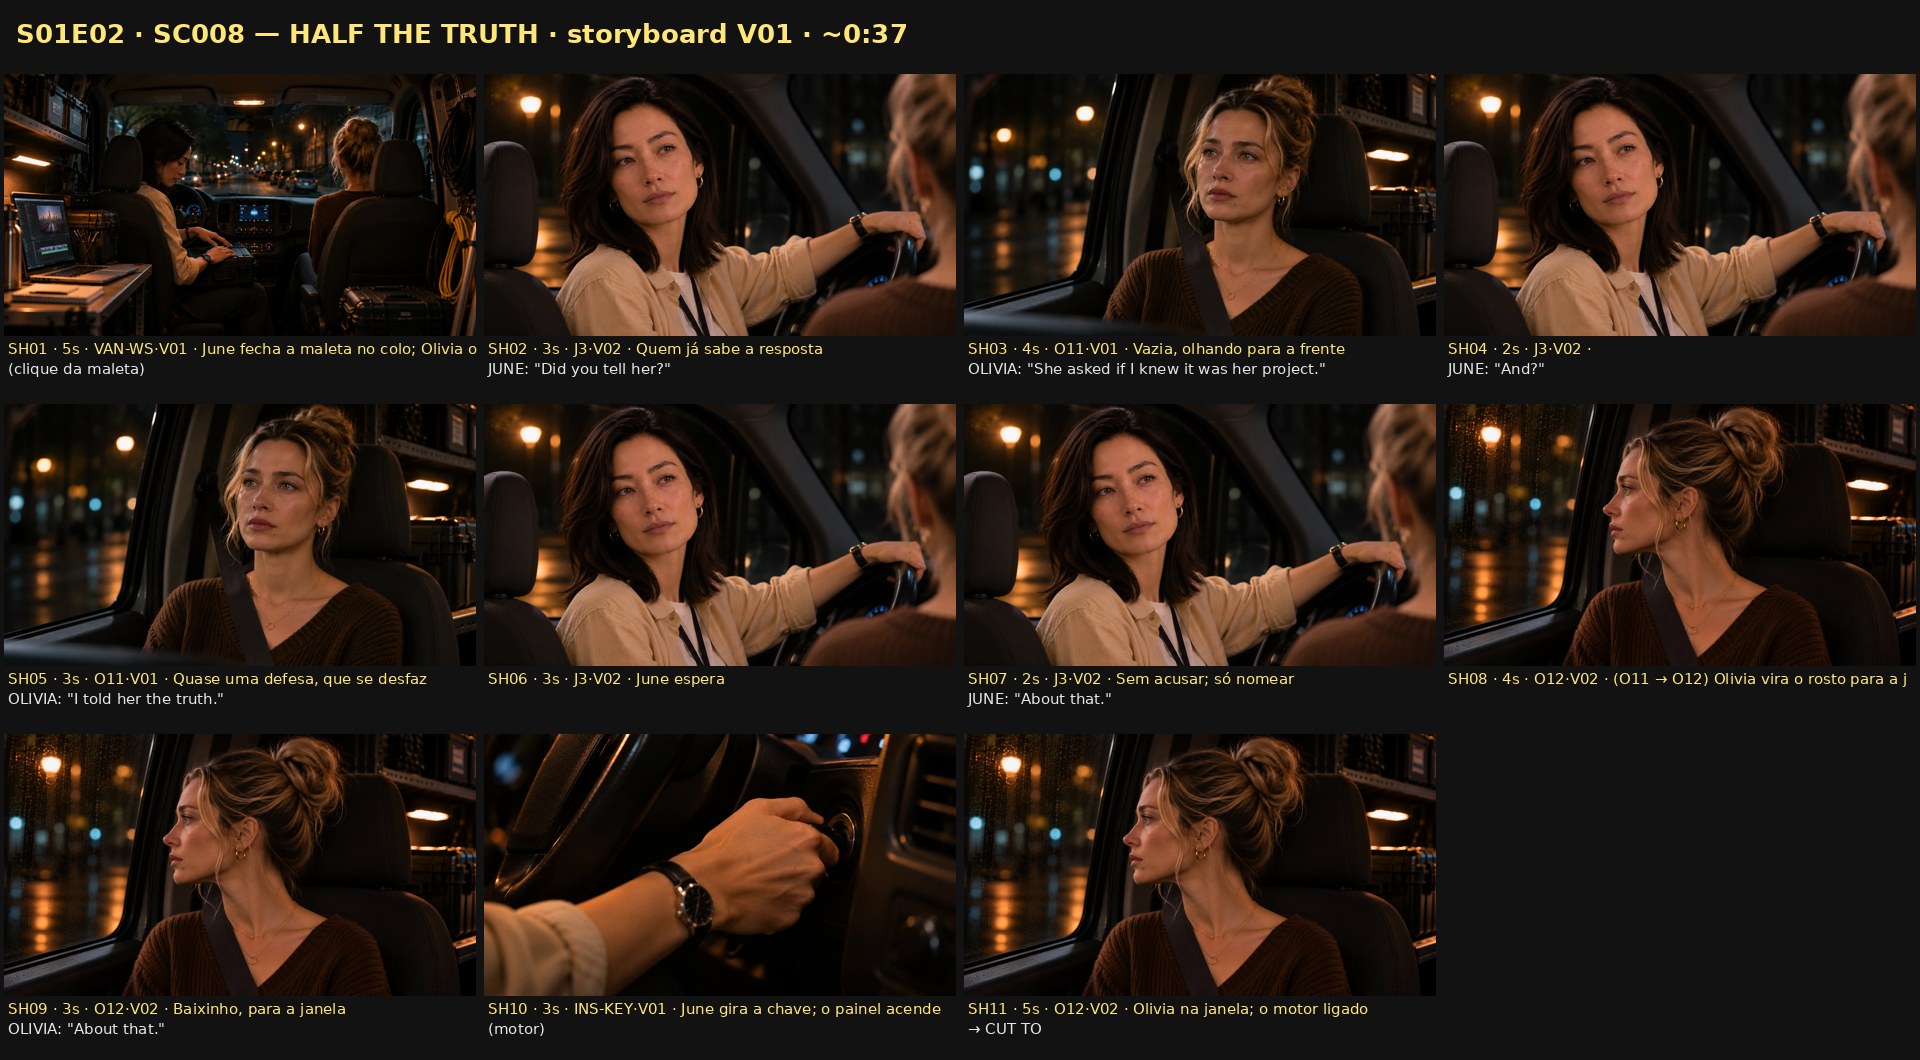 S01E02 · SC008 — HALF THE TRUTH · storyboard V01 · ~0:37
SH01 · 5s · VAN-WS·V01 · June fecha a maleta no colo; Olivia o
(clique da maleta)
SH02 · 3s · J3·V02 · Quem já sabe a resposta
JUNE: "Did you tell her?"
SH03 · 4s · O11·V01 · Vazia, olhando para a frente
OLIVIA: "She asked if I knew it was her project."
SH04 · 2s · J3·V02 ·
JUNE: "And?"
SH05 · 3s · O11·V01 · Quase uma defesa, que se desfaz
OLIVIA: "I told her the truth."
SH06 · 3s · J3·V02 · June espera
SH07 · 2s · J3·V02 · Sem acusar; só nomear
JUNE: "About that."
SH08 · 4s · O12·V02 · (O11 → O12) Olivia vira o rosto para a j
SH09 · 3s · O12·V02 · Baixinho, para a janela
OLIVIA: "About that."
SH10 · 3s · INS-KEY·V01 · June gira a chave; o painel acende
(motor)
SH11 · 5s · O12·V02 · Olivia na janela; o motor ligado
→ CUT TO